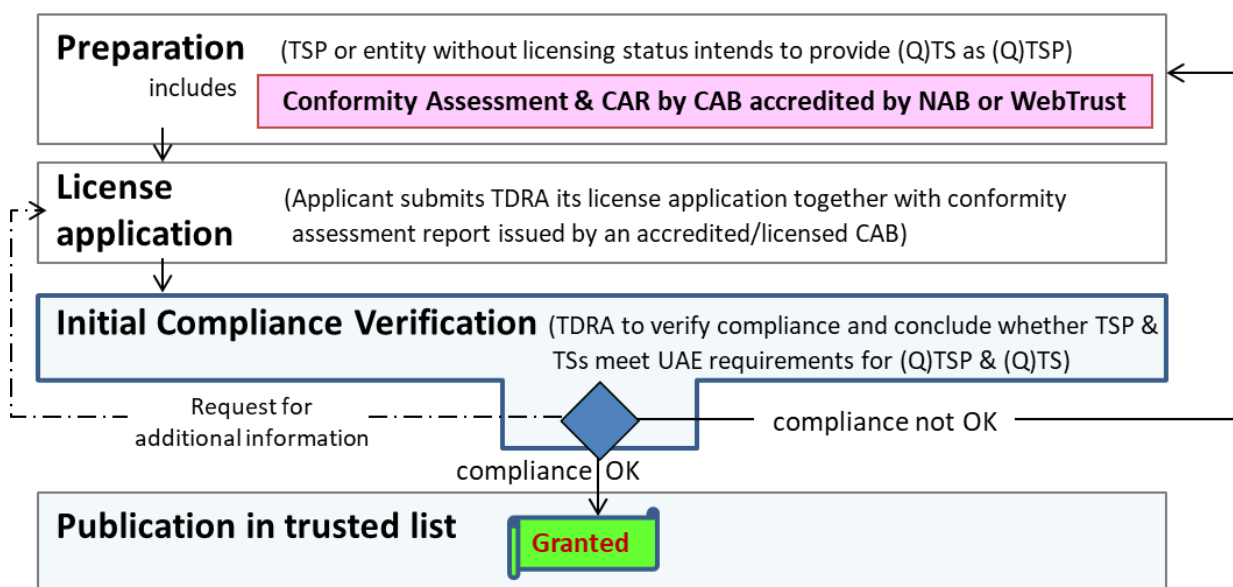 Preparation (TSP or entity without licensing status intends to provide (Q)TS as (Q)TSP)
includes
Conformity Assessment & CAR by CAB accredited by NAB or WebTrust
License
application
(Applicant submits TDRA its license application together with conformity
assessment report issued by an accredited/licensed CAB)
Initial Compliance Verification (TDRA to verify compliance and conclude whether TSP &
TSs meet UAE requirements for (Q)TSP & (Q)TS)
Request for
additional information
compliance not OK
compliance OK
Publication in trusted list
Granted